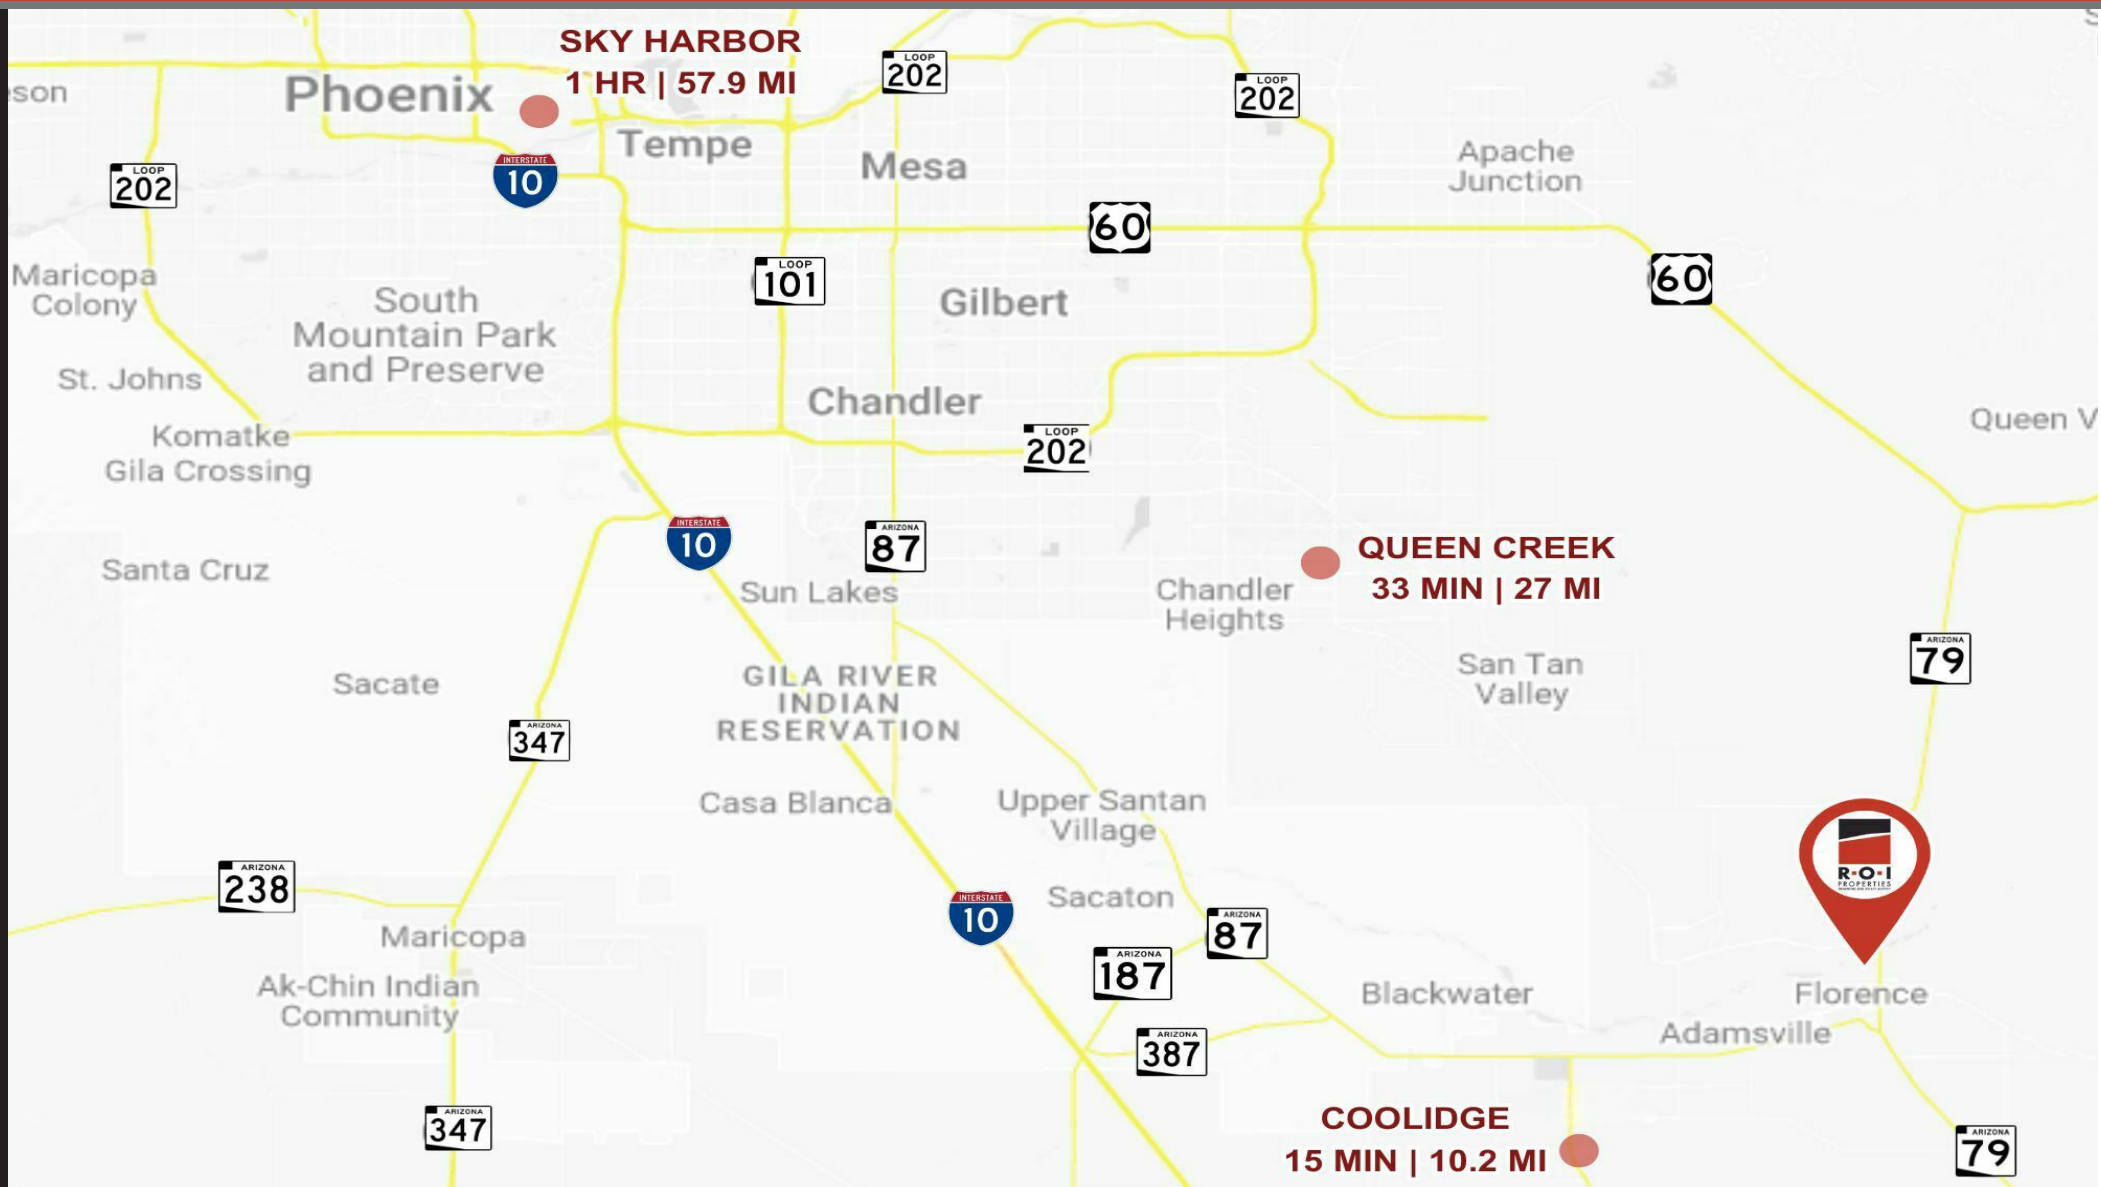 SKY HARBOR
1 HR | 57.9 MI
LOOP
202
LOOP
202
son
Phoenix
Tempe
Mesa
Apache
Junction
LOOP
202
INTERSTATE
10
60
LOOP
101
60
Maricopa
Colony
South
Mountain Park
and Preserve
Gilbert
St. Johns
Chandler
Queen V
Komatke
Gila Crossing
LOOP
202
INTERSTATE
10
ARIZONA
87
QUEEN CREEK
33 MIN | 27 MI
Santa Cruz
Sun Lakes
Chandler
Heights
ARIZONA
79
San Tan
Valley
Sacate
GILA RIVER
INDIAN
RESERVATION
ARIZONA
347
Casa Blanca
Upper Santan
Village
R•O•I
PROPERTIES
ARIZONA
238
Sacaton
INTERSTATE
10
ARIZONA
87
Maricopa
ARIZONA
187
Ak-Chin Indian
Community
Blackwater
Florence
Adamsville
ARIZONA
387
ARIZONA
347
COOLIDGE
15 MIN | 10.2 MI
ARIZONA
79